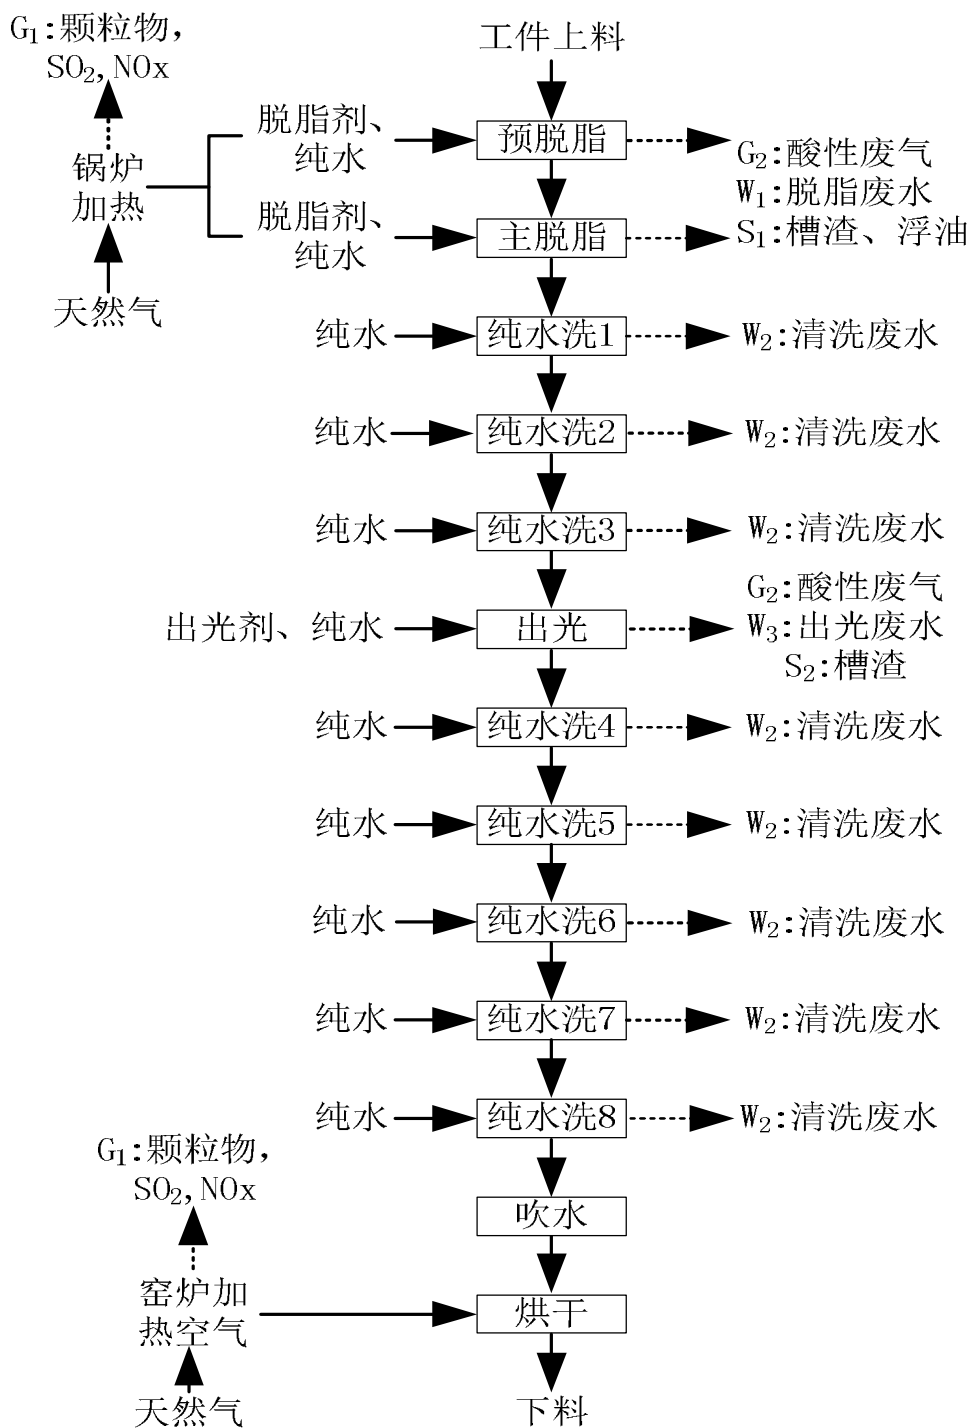 G₁:颗粒物,
SO₂,NOx
工件上料
锅炉
加热
天然气
脱脂剂、
纯水
预脱脂
脱脂剂、
纯水
主脱脂
G₂:酸性废气
W₁:脱脂废水
S₁:槽渣、浮油
纯水
纯水洗1
W₂:清洗废水
纯水
纯水洗2
W₂:清洗废水
纯水
纯水洗3
W₂:清洗废水
出光剂、纯水
出光
G₂:酸性废气
W₃:出光废水
S₂:槽渣
纯水
纯水洗4
W₂:清洗废水
纯水
纯水洗5
W₂:清洗废水
纯水
纯水洗6
W₂:清洗废水
纯水
纯水洗7
W₂:清洗废水
纯水
纯水洗8
W₂:清洗废水
G₁:颗粒物,
SO₂,NOx
吹水
窑炉加
热空气
烘干
天然气
下料